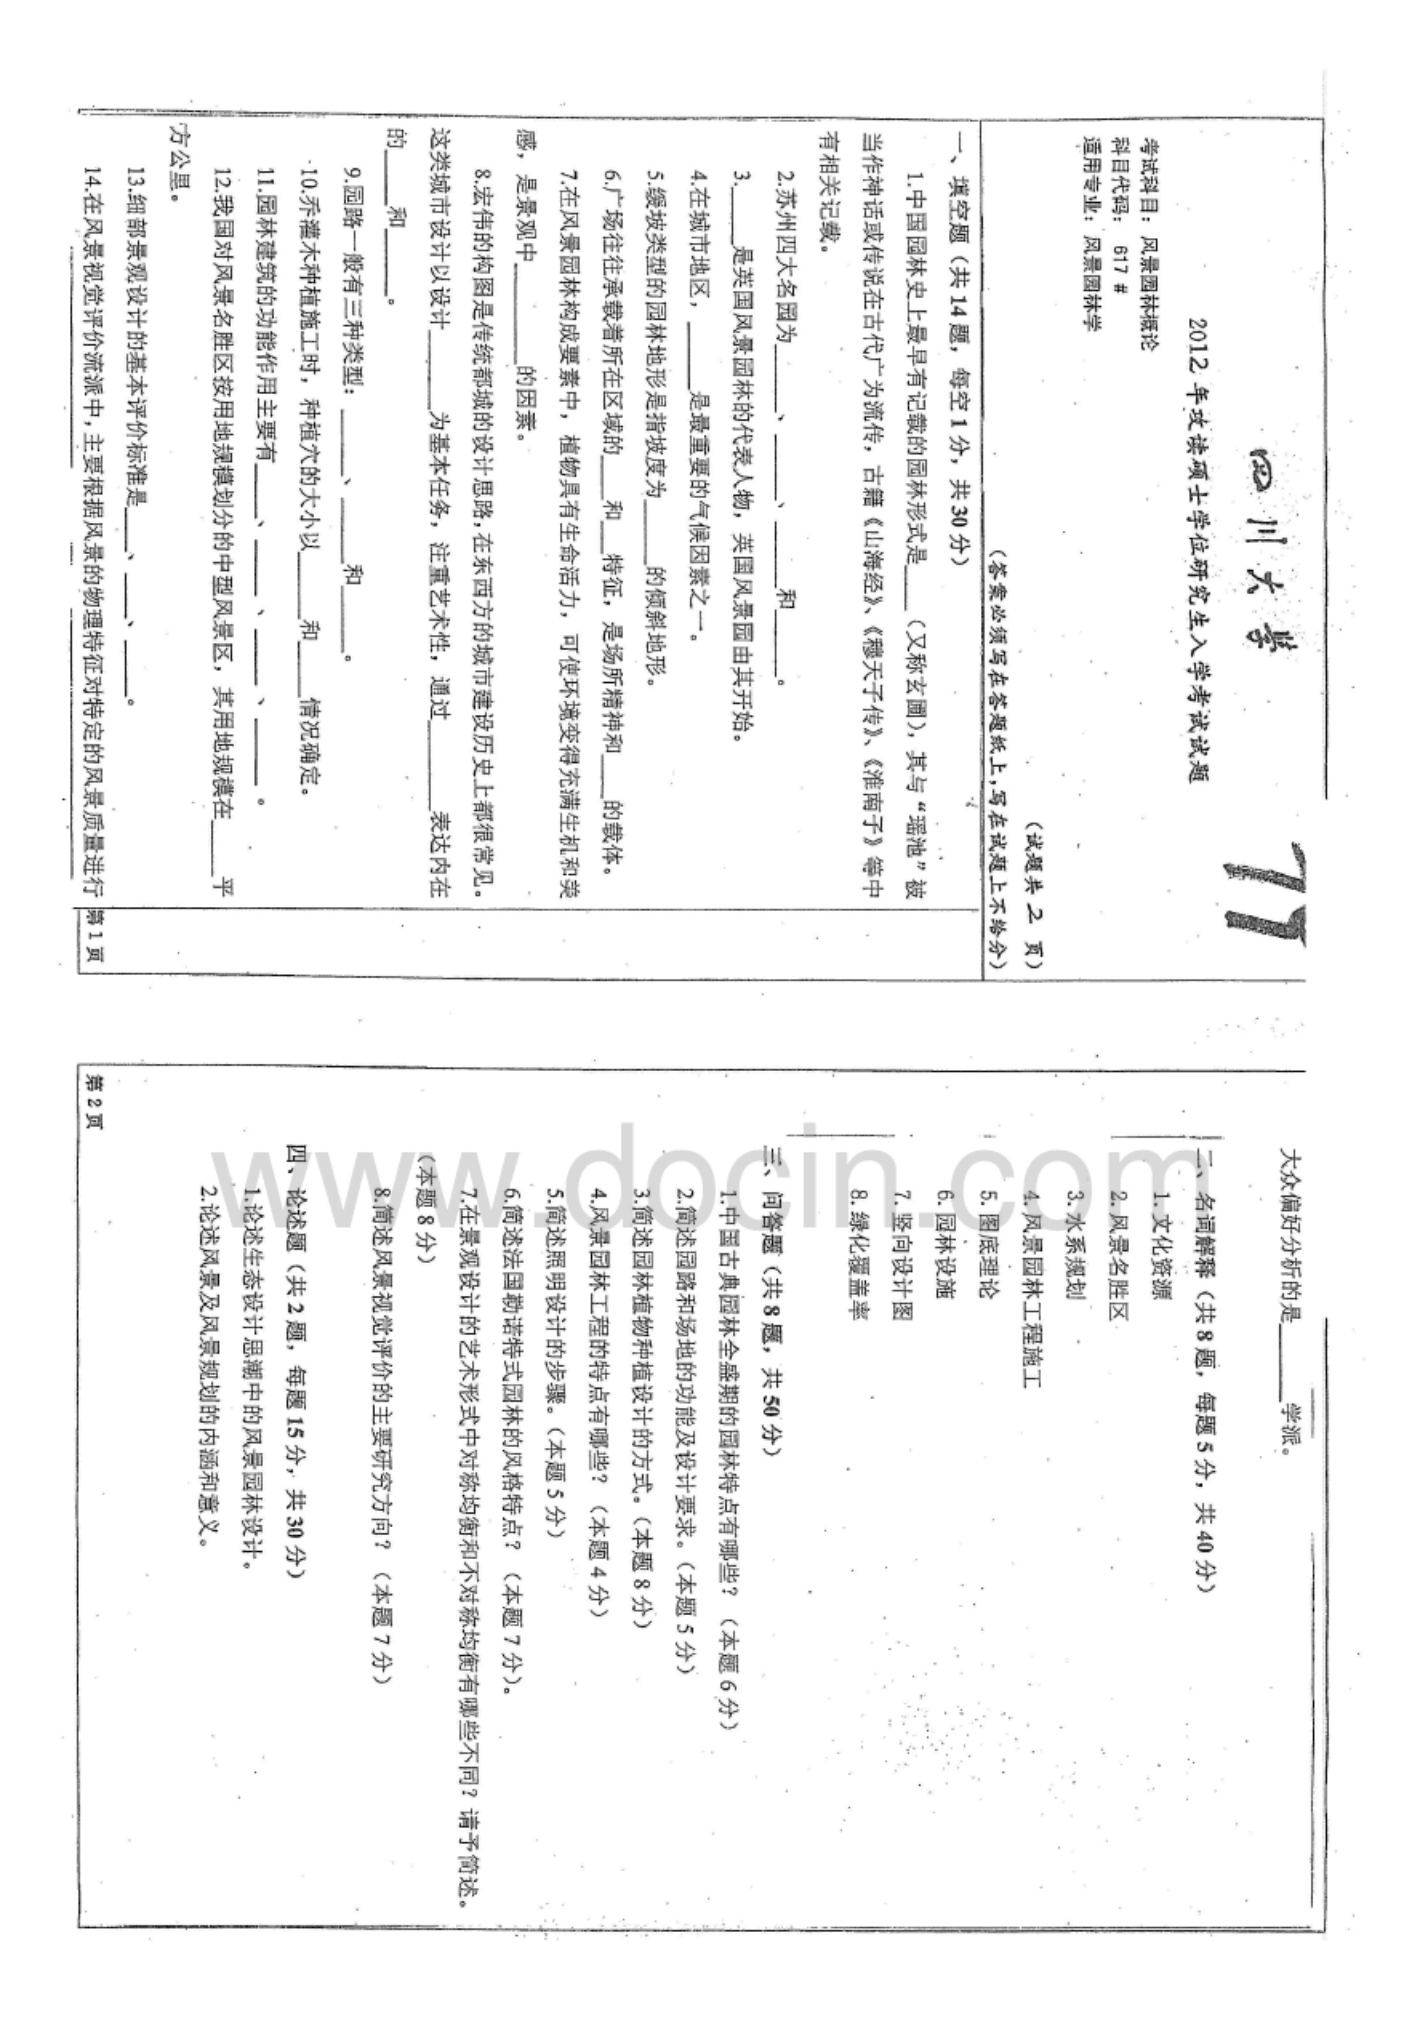 四川大学
77
2012 年攻读硕士学位研究生入学考试试题
考试科目：风景园林概论
科目代码： 617 #
适用专业：风景园林学
（试题共 2 页）
（答案必须写在答题纸上，写在试题上不给分）
一、填空题（共 14 题，每空 1 分，共 30 分）
1.中国园林史上最早有记载的园林形式是____（又称玄圃），其与“瑶池”被
当作神话或传说在古代广为流传，古籍《山海经》、《穆天子传》、《淮南子》等中
有相关记载。
2.苏州四大名园为____、____、____和____。
3.____是英国风景园林的代表人物，英国风景园由其开始。
4.在城市地区，____是最重要的气候因素之一。
5.缓坡类型的园林地形是指坡度为____的倾斜地形。
6.广场往往承载着所在区域的____和____特征，是场所精神和____的载体。
7.在风景园林构成要素中，植物具有生命活力，可使环境变得充满生机和美
感，是景观中____的因素。
8.宏伟的构图是传统都城的设计思路，在东西方的城市建设历史上都很常见。
这类城市设计以设计____为基本任务，注重艺术性，通过____表达内在
的____和____。
9.园路一般有三种类型：____、____和____。
10.乔灌木种植施工时，种植穴的大小以____和____情况确定。
11.园林建筑的功能作用主要有____、____、____、____。
12.我国对风景名胜区按用地规模划分的中型风景区，其用地规模在____平
方公里。
13.细部景观设计的基本评价标准是____、____、____。
14.在风景视觉评价流派中，主要根据风景的物理特征对特定的风景质量进行
第 1 页
大众偏好分析的是____学派。
二、名词解释（共 8 题，每题 5 分，共 40 分）
1.文化资源
2.风景名胜区
3.水系规划
4.风景园林工程施工
5.图底理论
6.园林设施
7.竖向设计图
8.绿化覆盖率
三、问答题（共 8 题，共 50 分）
1.中国古典园林全盛期的园林特点有哪些？（本题 6 分）
2.简述园路和场地的功能及设计要求。（本题 5 分）
3.简述园林植物种植设计的方式。（本题 8 分）
4.风景园林工程的特点有哪些？（本题 4 分）
5.简述照明设计的步骤。（本题 5 分）
6.简述法国勒诺特式园林的风格特点？（本题 7 分）。
7.在景观设计的艺术形式中对称均衡和不对称均衡有哪些不同？请予简述。
（本题 8 分）
8.简述风景视觉评价的主要研究方向？（本题 7 分）
四、论述题（共 2 题，每题 15 分，共 30 分）
1.论述生态设计思潮中的风景园林设计。
2.论述风景及风景规划的内涵和意义。
第 2 页
www.docin.com